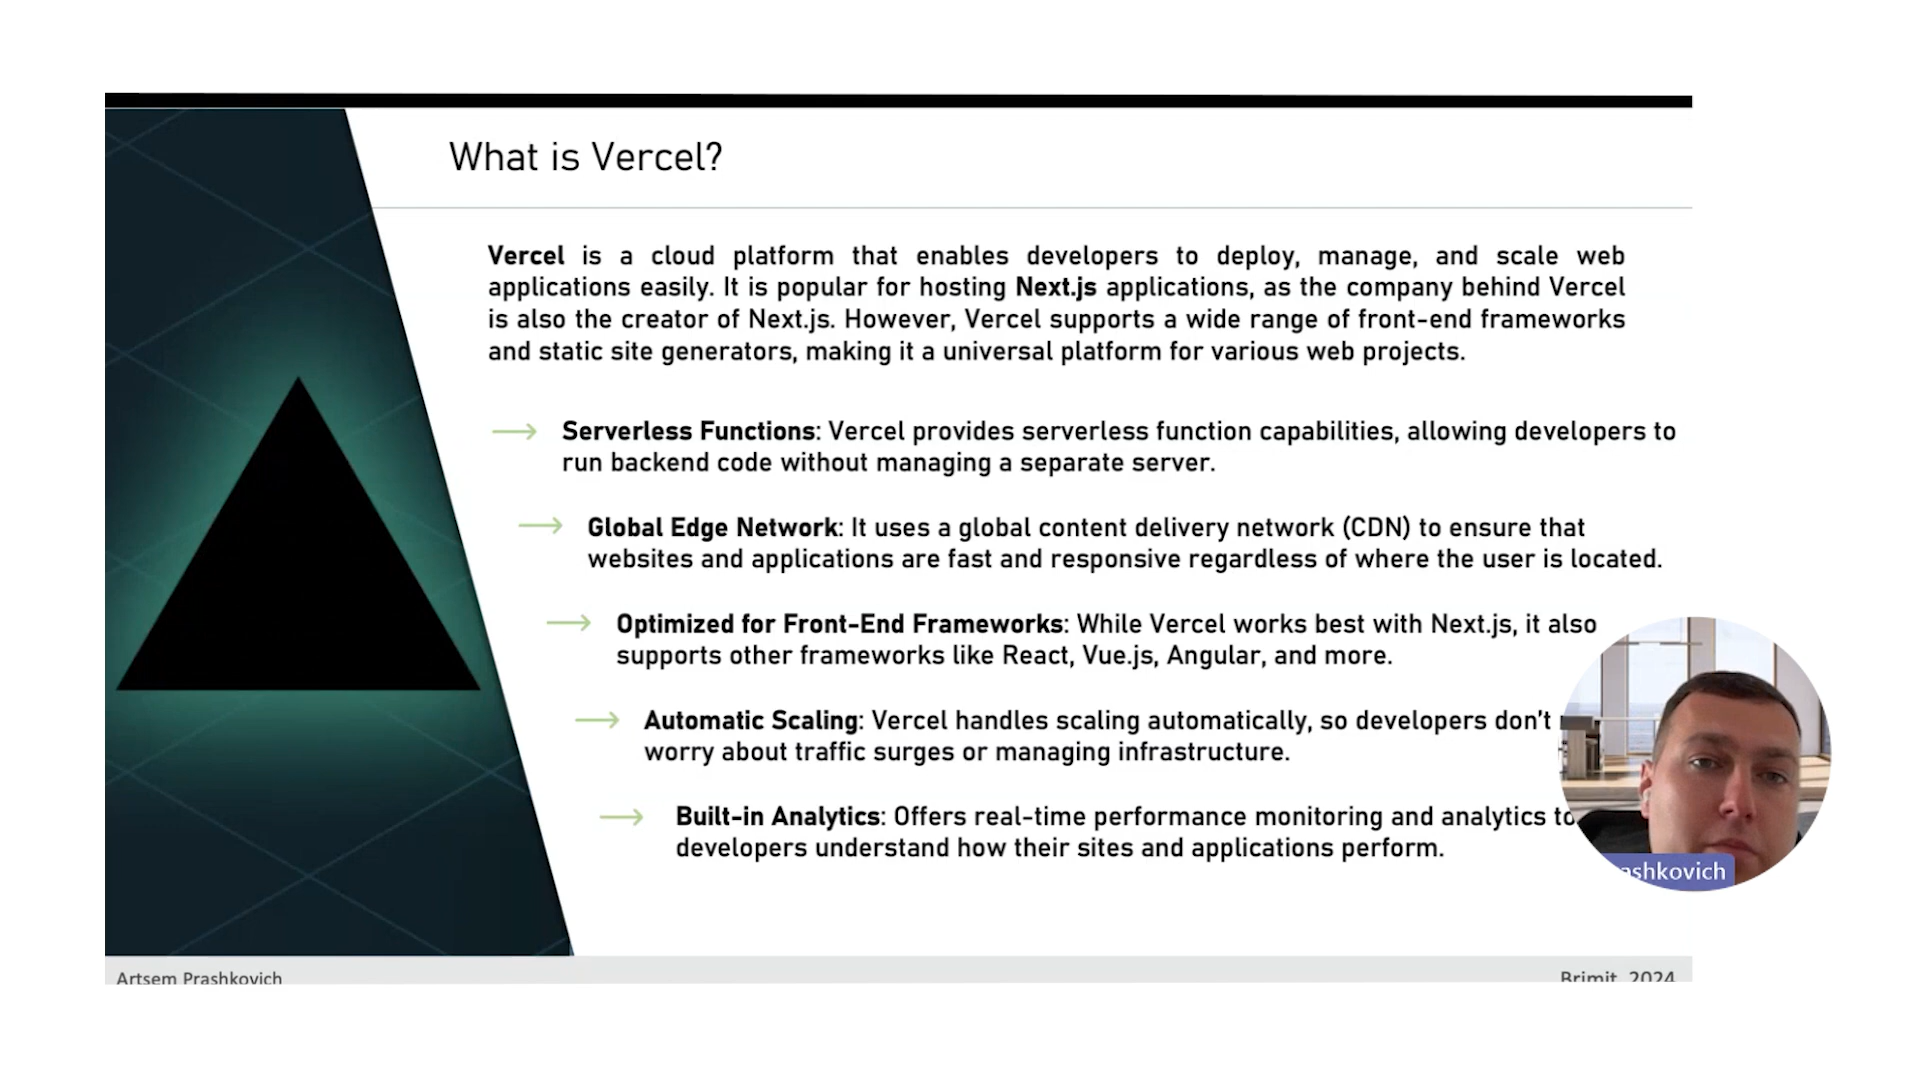 What is Vercel?
Vercel is a cloud platform that enables developers to deploy, manage, and scale web
applications easily. It is popular for hosting Next.js applications, as the company behind Vercel
is also the creator of Next.js. However, Vercel supports a wide range of front-end frameworks
and static site generators, making it a universal platform for various web projects.
Serverless Functions: Vercel provides serverless function capabilities, allowing developers to
run backend code without managing a separate server.
Global Edge Network: It uses a global content delivery network (CDN) to ensure that
websites and applications are fast and responsive regardless of where the user is located.
Optimized for Front-End Frameworks: While Vercel works best with Next.js, it also
supports other frameworks like React, Vue.js, Angular, and more.
Automatic Scaling: Vercel handles scaling automatically, so developers don't
worry about traffic surges or managing infrastructure.
Built-in Analytics: Offers real-time performance monitoring and analytics to
developers understand how their sites and applications perform.
ashkovich
Artsem Prashkovich
Brimit, 2024